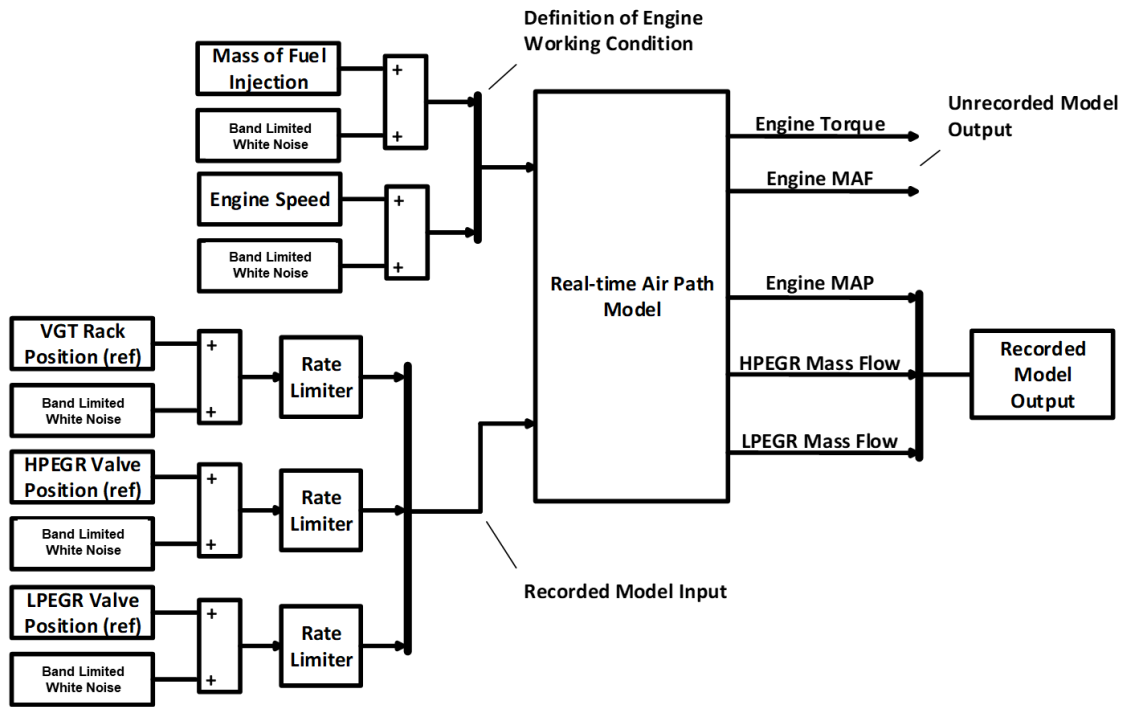 Definition of Engine
Working Condition
Mass of Fuel
Injection
+
Band Limited
White Noise
+
Engine Speed
+
Band Limited
White Noise
+
Unrecorded Model
Output
Engine Torque
Engine MAF
Real-time Air Path
Model
Engine MAP
HPEGR Mass Flow
LPEGR Mass Flow
Recorded
Model
Output
VGT Rack
Position (ref)
+
Band Limited
White Noise
+
Rate
Limiter
HPEGR Valve
Position (ref)
+
Band Limited
White Noise
+
Rate
Limiter
LPEGR Valve
Position (ref)
+
Band Limited
White Noise
+
Rate
Limiter
Recorded Model Input